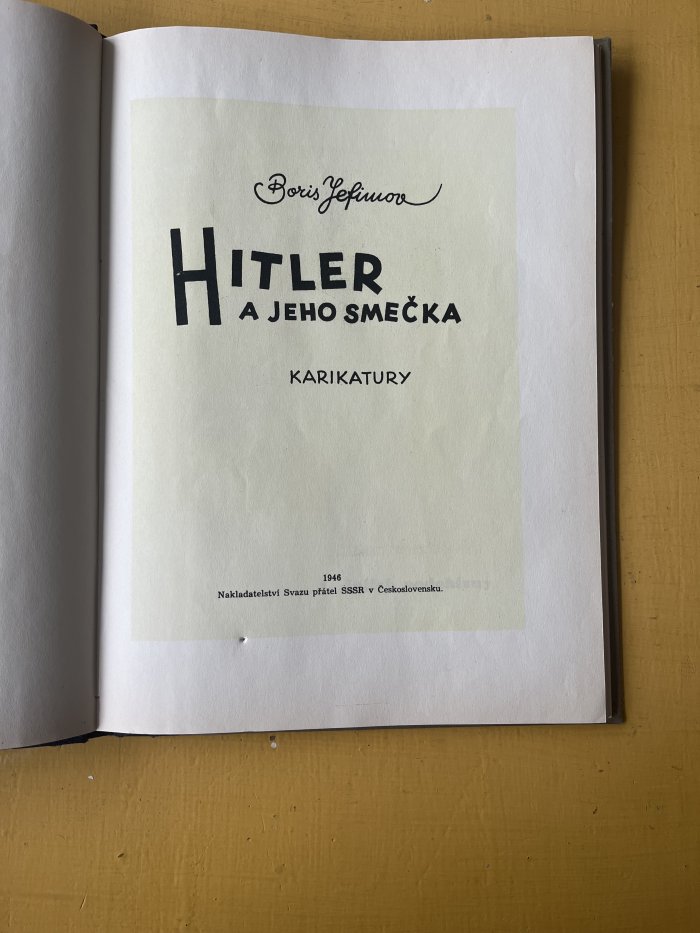 Boris Jefimov
HITLER
A JEHO SMEČKA
KARIKATURY
1946
Nakladatelství Svazu přátel SSSR v Československu.